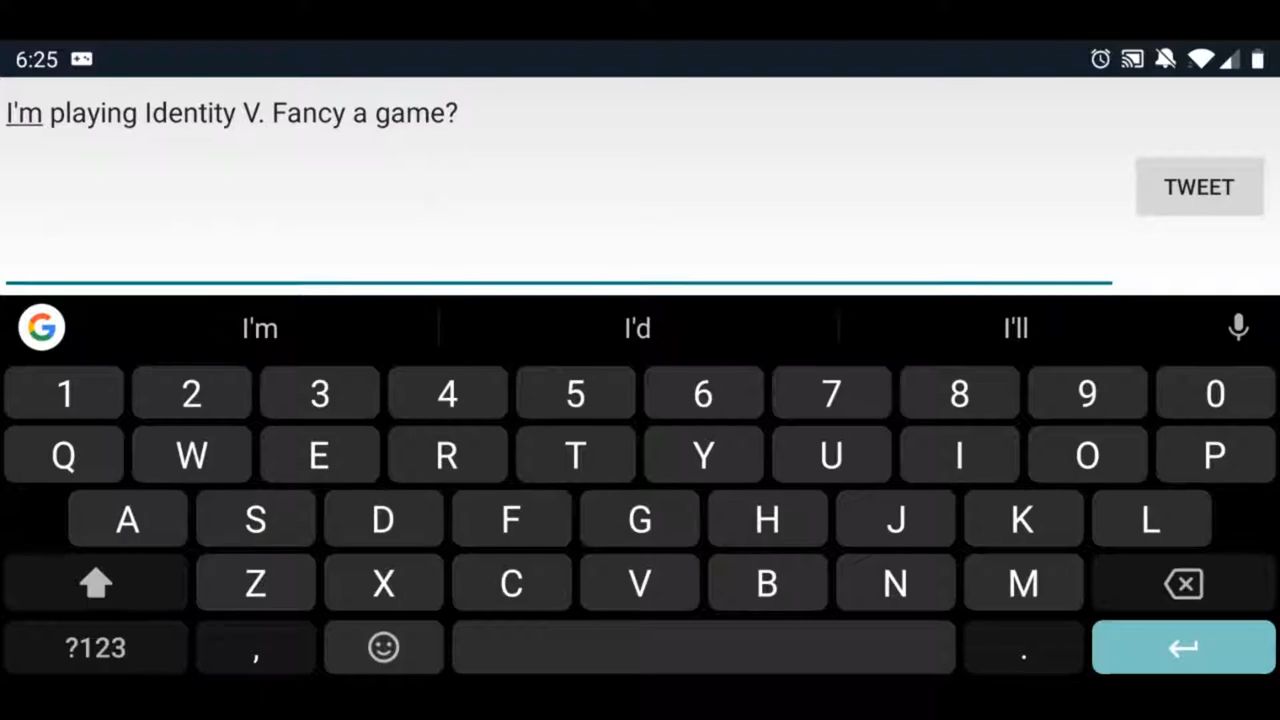 6:25
I'm playing Identity V. Fancy a game?
TWEET
G I'm I'd I'll
1 2 3 4 5 6 7 8 9 0
Q W E R T Y U I O P
A S D F G H J K L
Z X C V B N M
?123 , .